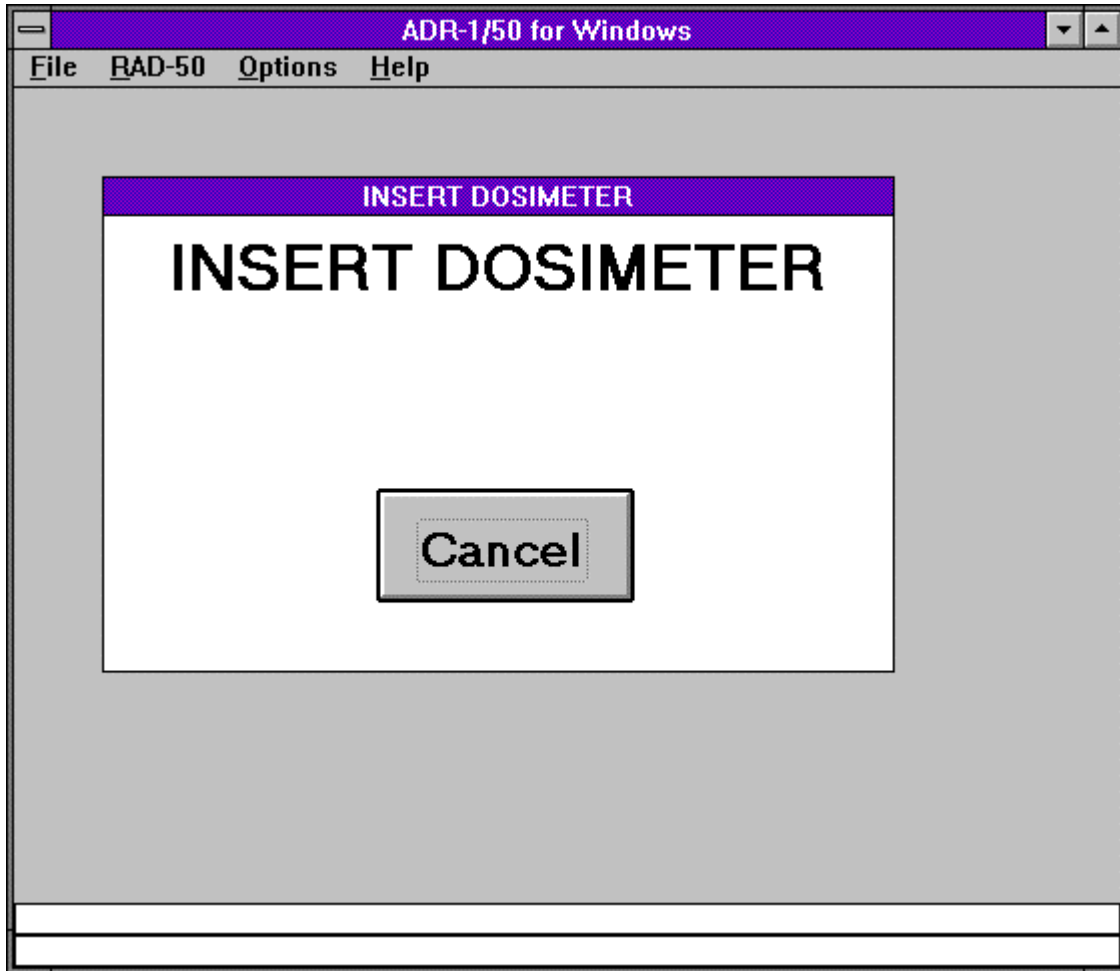 ADR-1/50 for Windows
File RAD-50 Options Help
INSERT DOSIMETER
INSERT DOSIMETER
Cancel